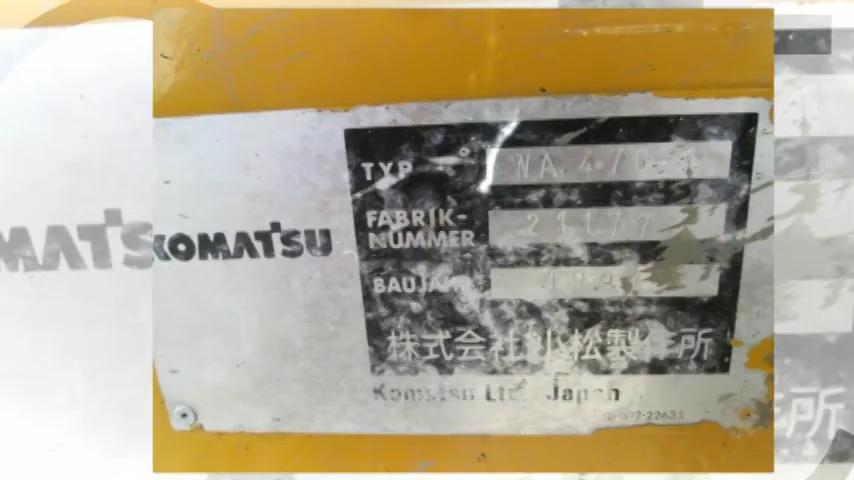 KOMATSU
TYP WA 470-1
FABRIK-
NUMMER
BAUJAHR
株式会社小松製作所
Komatsu Ltd. Japan